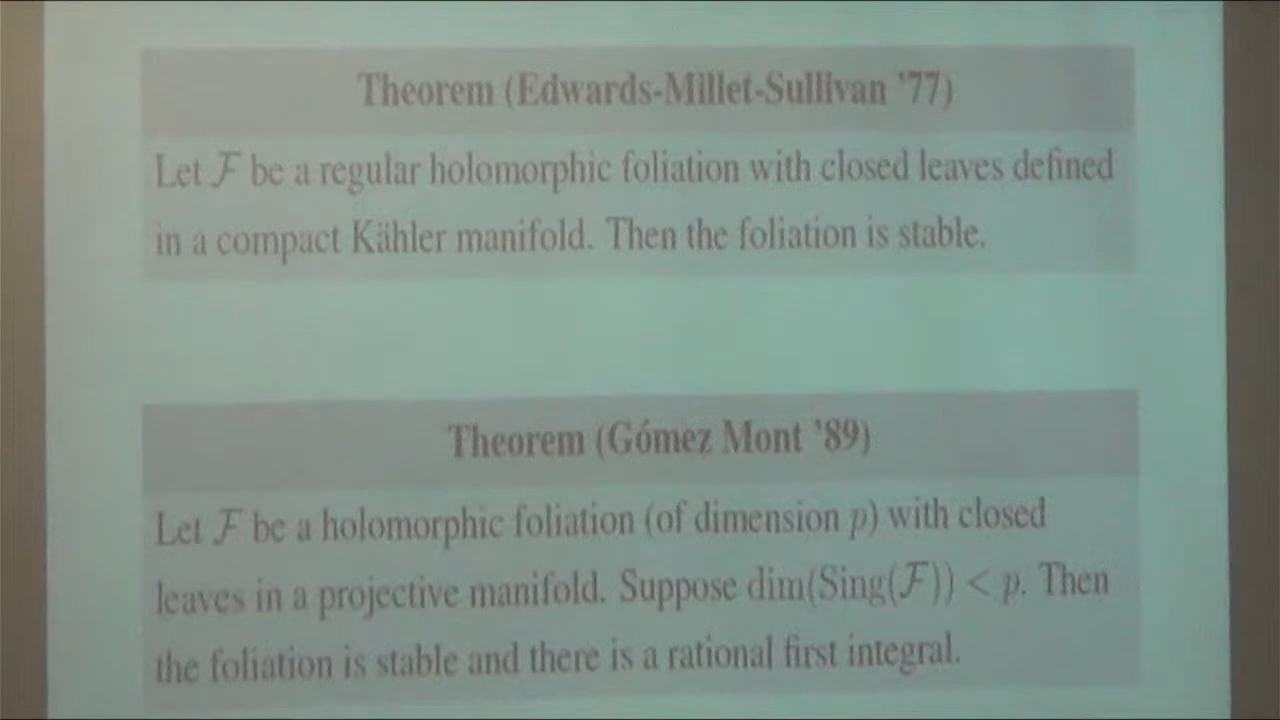 Theorem (Edwards-Millet-Sullivan '77)
Let ℱ be a regular holomorphic foliation with closed leaves defined
in a compact Kähler manifold. Then the foliation is stable.
Theorem (Gómez Mont '89)
Let ℱ be a holomorphic foliation (of dimension p) with closed
leaves in a projective manifold. Suppose dim(Sing(ℱ)) < p. Then
the foliation is stable and there is a rational first integral.